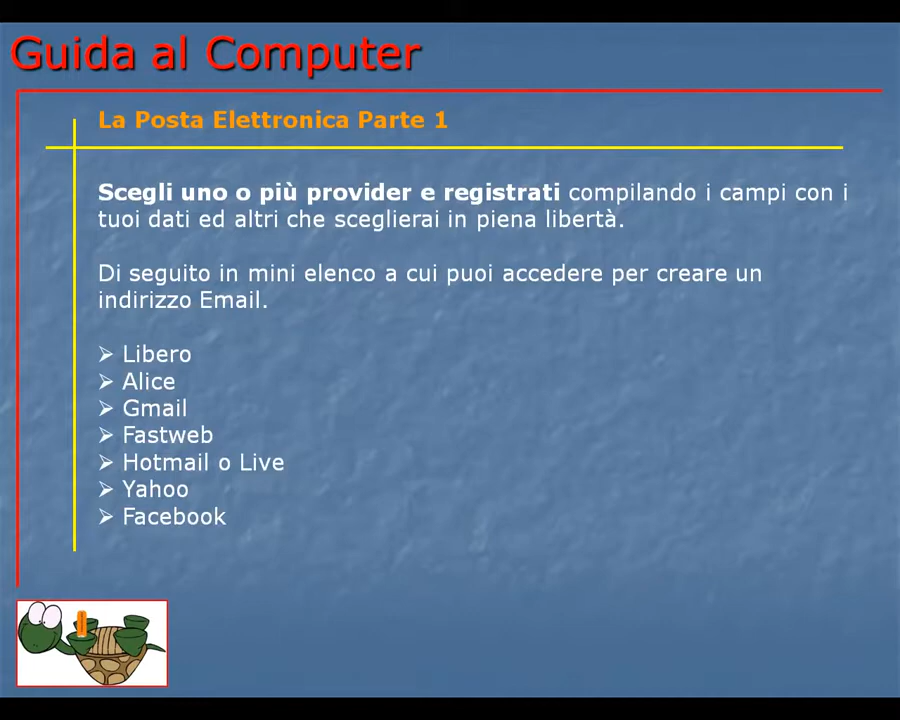 Guida al Computer
La Posta Elettronica Parte 1
Scegli uno o più provider e registrati compilando i campi con i
tuoi dati ed altri che sceglierai in piena libertà.
Di seguito in mini elenco a cui puoi accedere per creare un
indirizzo Email.
➢ Libero
➢ Alice
➢ Gmail
➢ Fastweb
➢ Hotmail o Live
➢ Yahoo
➢ Facebook